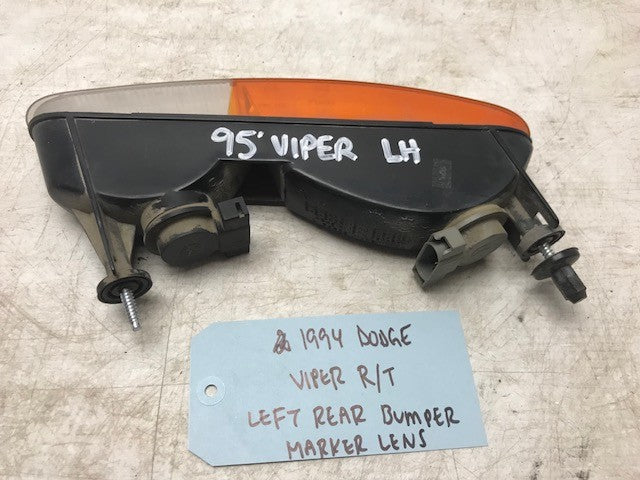 95' VIPER LH
1994 DODGE
VIPER R/T
LEFT REAR BUMPER
MARKER LENS